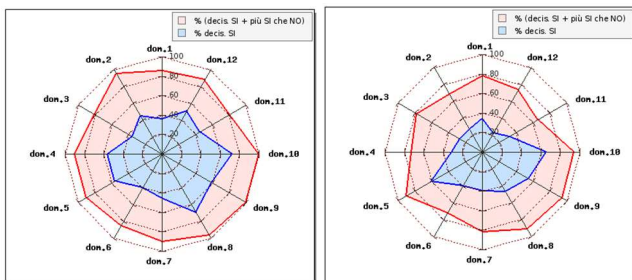 % (decis. SI + più SI che NO)
% decis. SI
dom.1
dom.2
dom.12
dom.3
dom.11
dom.4
dom.10
dom.5
dom.9
dom.6
dom.8
dom.7
100
80
60
40
20
% (decis. SI + più SI che NO)
% decis. SI
dom.1
dom.2
dom.12
dom.3
dom.11
dom.4
dom.10
dom.5
dom.9
dom.6
dom.8
dom.7
100
80
60
40
20